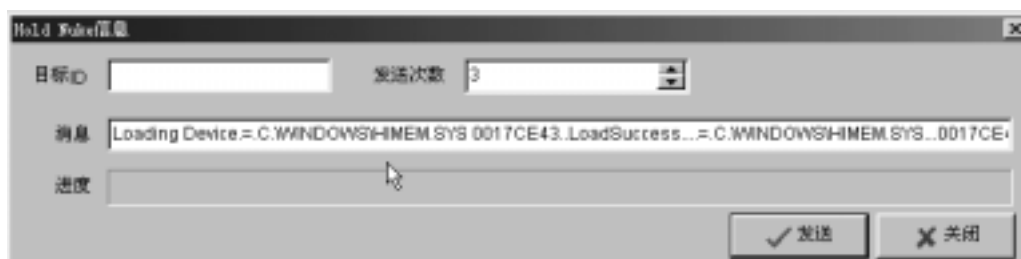 Hold Nuke信息
目标ID 发送次数 3
消息 Loading Device.=.C.WINDOWS\HIMEM.SYS 0017CE43..LoadSuccess...=.C.WINDOWS\HIMEM.SYS...0017CE
进度
发送 关闭